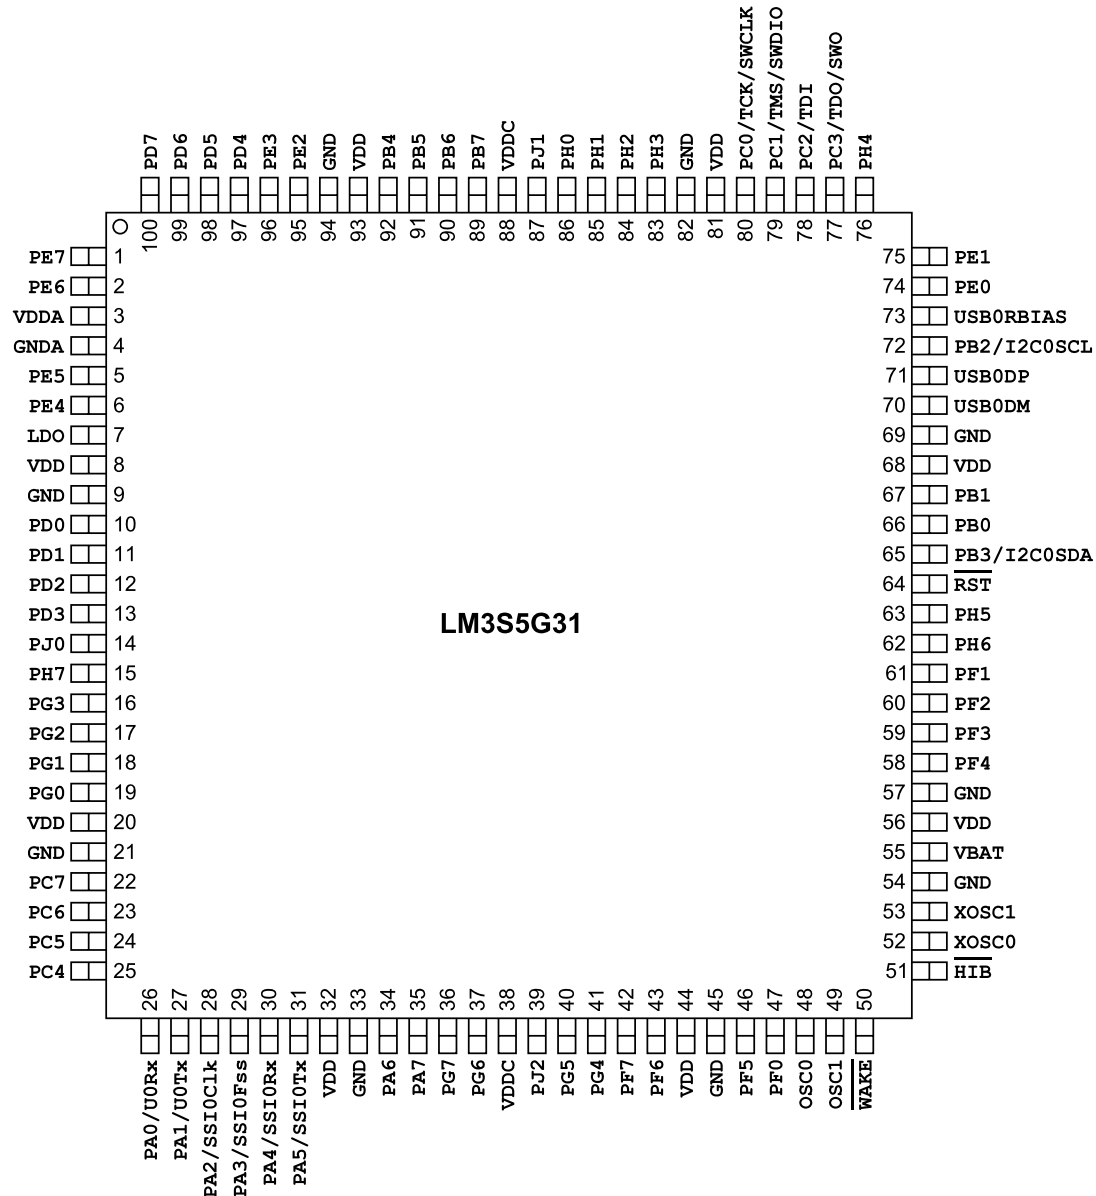 PC0/TCK/SWCLK
PC1/TMS/SWDIO
PC2/TDI
PC3/TDO/SWO
PD7
PD6
PD5
PD4
PE3
PE2
GND
VDD
PB4
PB5
PB6
PB7
VDDC
PJ1
PH0
PH1
PH2
PH3
GND
VDD
PH4
100
99
98
97
96
95
94
93
92
91
90
89
88
87
86
85
84
83
82
81
80
79
78
77
76
PE7 1
PE6 2
VDDA 3
GNDA 4
PE5 5
PE4 6
LDO 7
VDD 8
GND 9
PD0 10
PD1 11
PD2 12
PD3 13
PJ0 14
PH7 15
PG3 16
PG2 17
PG1 18
PG0 19
VDD 20
GND 21
PC7 22
PC6 23
PC5 24
PC4 25
LM3S5G31
75 PE1
74 PE0
73 USB0RBIAS
72 PB2/I2C0SCL
71 USB0DP
70 USB0DM
69 GND
68 VDD
67 PB1
66 PB0
65 PB3/I2C0SDA
64 RST
63 PH5
62 PH6
61 PF1
60 PF2
59 PF3
58 PF4
57 GND
56 VDD
55 VBAT
54 GND
53 XOSC1
52 XOSC0
51 HIB
26
27
28
29
30
31
32
33
34
35
36
37
38
39
40
41
42
43
44
45
46
47
48
49
50
PA0/U0Rx
PA1/U0Tx
PA2/SSI0Clk
PA3/SSI0Fss
PA4/SSI0Rx
PA5/SSI0Tx
VDD
GND
PA6
PA7
PG7
PG6
VDDC
PJ2
PG5
PG4
PF7
PF6
VDD
GND
PF5
PF0
OSC0
OSC1
WAKE